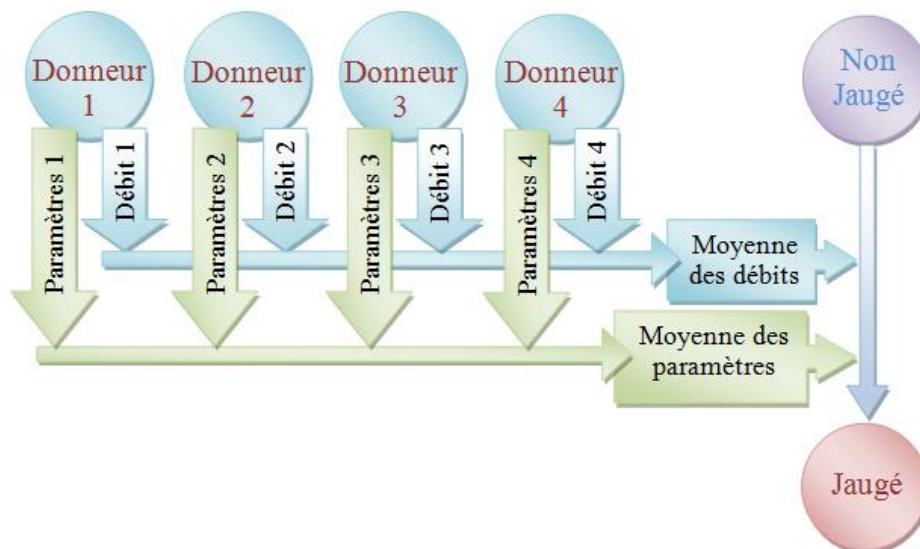 Donneur
1
Donneur
2
Donneur
3
Donneur
4
Non
Jaugé
Paramètres 1
Débit 1
Paramètres 2
Débit 2
Paramètres 3
Débit 3
Paramètres 4
Débit 4
Moyenne
des débits
Moyenne des
paramètres
Jaugé